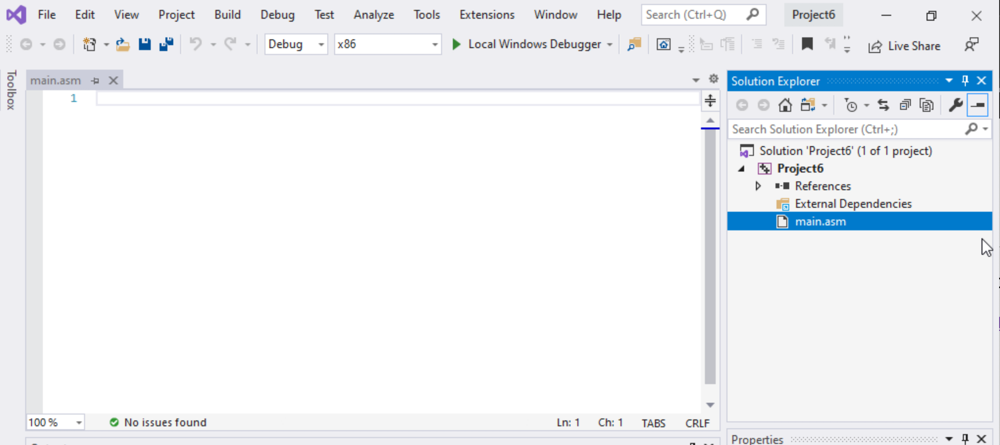 File Edit View Project Build Debug Test Analyze Tools Extensions Window Help Search (Ctrl+Q) Project6
Debug x86 Local Windows Debugger Live Share
Toolbox
main.asm
1
100 % No issues found Ln: 1 Ch: 1 TABS CRLF
Solution Explorer
Search Solution Explorer (Ctrl+;)
Solution 'Project6' (1 of 1 project)
Project6
References
External Dependencies
main.asm
Properties